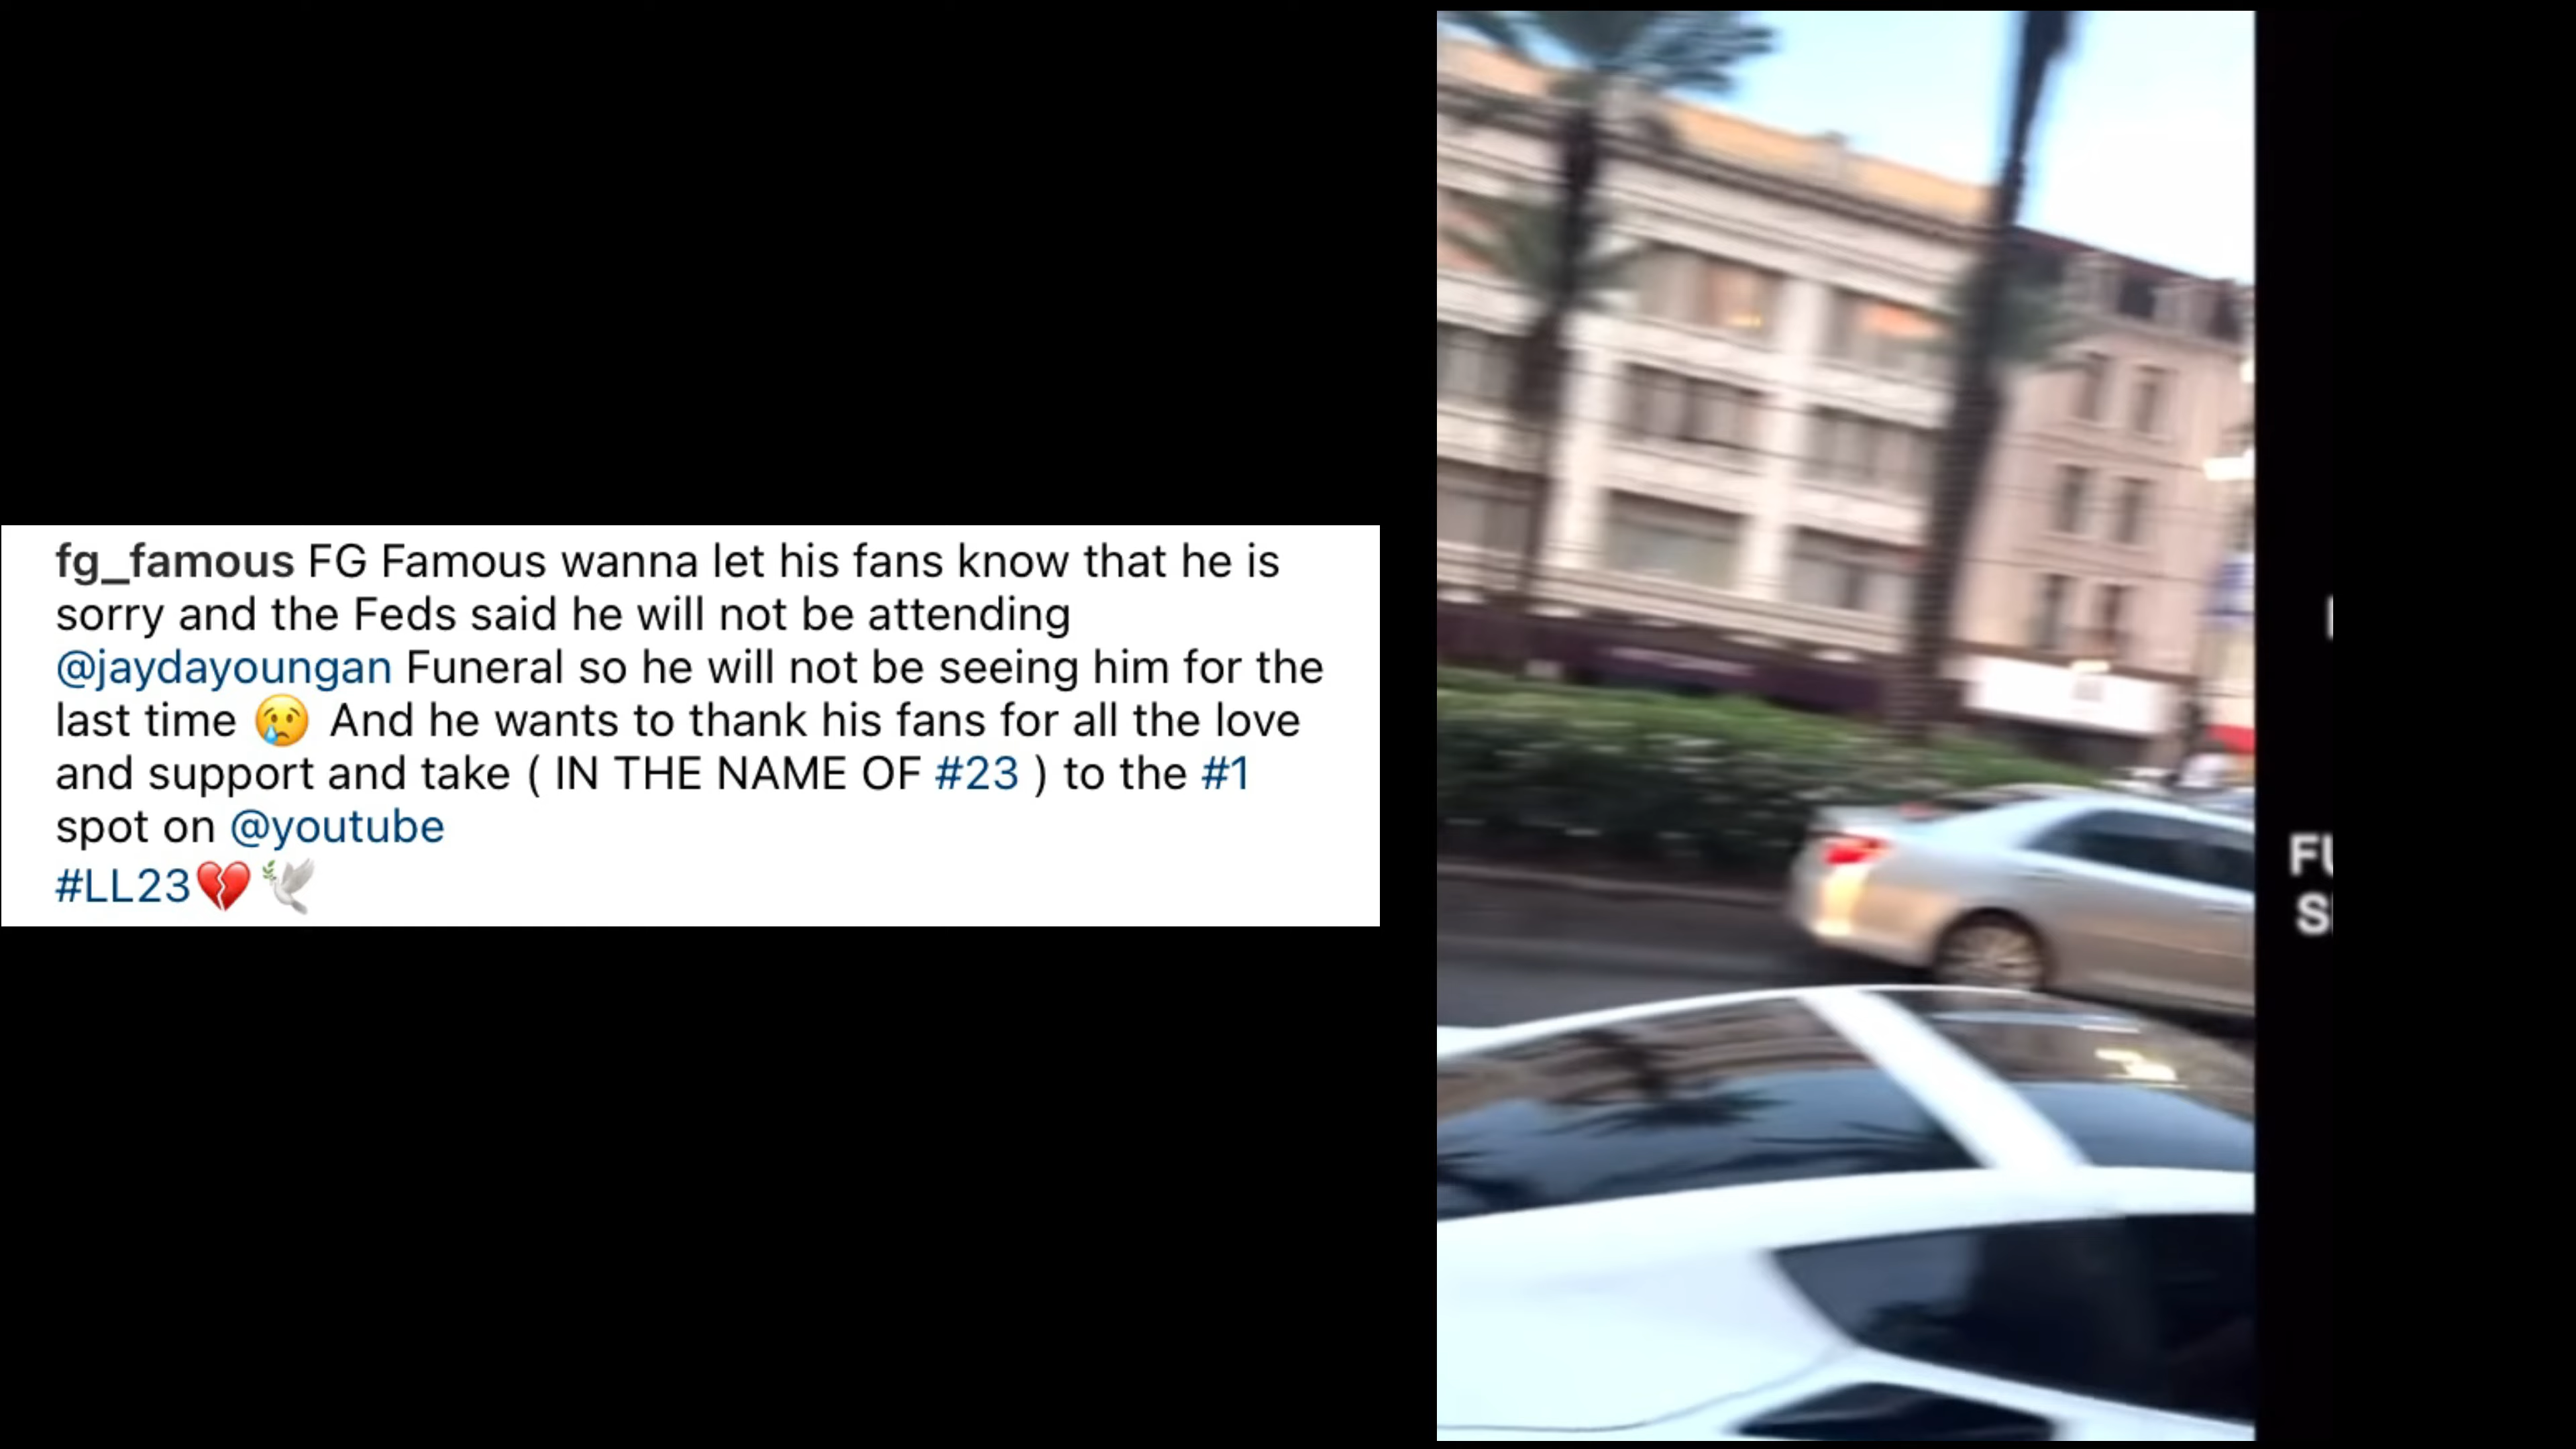 fg_famous FG Famous wanna let his fans know that he is
sorry and the Feds said he will not be attending
@jaydayoungan Funeral so he will not be seeing him for the
last time 😢 And he wants to thank his fans for all the love
and support and take ( IN THE NAME OF #23 ) to the #1
spot on @youtube
#LL23💔🕊️